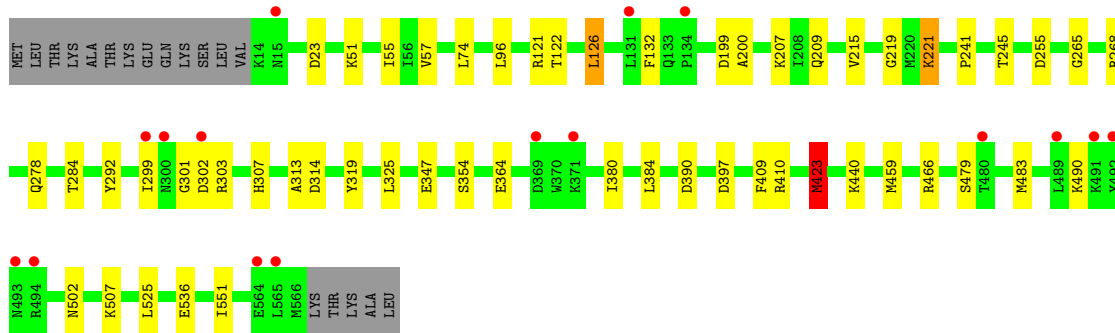 MET LEU THR LYS ALA THR LYS GLU GLN LYS SER LEU VAL K14 N15 D23 K51 I55 I56 V57 L74 L96 R121 T122 L126 L131 F132 Q133 P134 D199 A200 K207 I208 Q209 V215 G219 M220 K221 P241 T245 D255 G265
Q278 T284 Y292 I299 N300 G301 D302 R303 H307 A313 D314 Y319 L325 E347 S354 E364 D369 W370 K371 I380 L384 D390 D397 F409 R410 M423 K440 M459 R466 S479 T480 M483 L489 K490 K491
N493 R494 N502 K507 L525 E536 I551 E564 L565 M566 LYS THR LYS ALA LEU